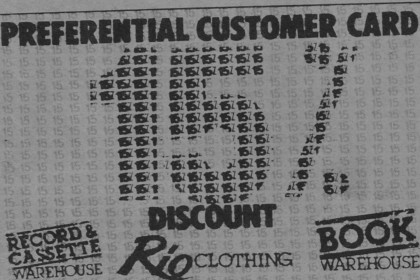 PREFERENTIAL CUSTOMER CARD
15%
DISCOUNT
RECORD &
CASSETTE
WAREHOUSE
Rio CLOTHING
BOOK
WAREHOUSE